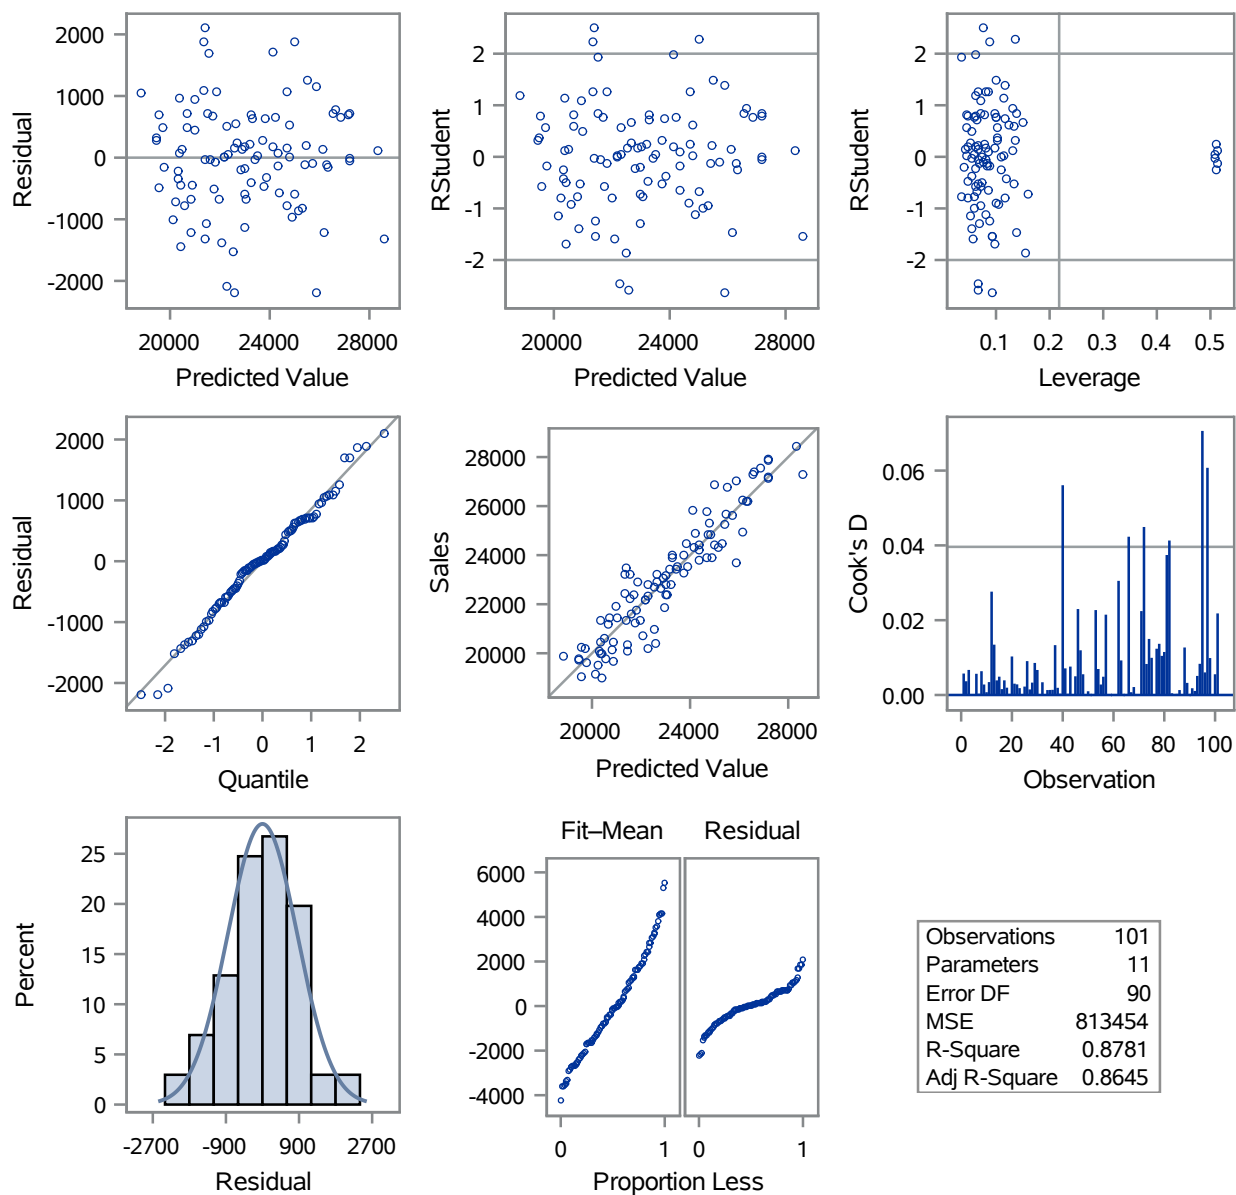 2000
1000
0
-1000
-2000
Residual
20000 24000 28000
Predicted Value
2
1
0
-1
-2
RStudent
20000 24000 28000
Predicted Value
2
1
0
-1
-2
RStudent
0.1 0.2 0.3 0.4 0.5
Leverage
2000
1000
0
-1000
-2000
Residual
-2 -1 0 1 2
Quantile
28000
26000
24000
22000
20000
Sales
20000 24000 28000
Predicted Value
0.06
0.04
0.02
0.00
Cook's D
0 20 40 60 80 100
Observation
25
20
15
10
5
0
Percent
-2700 -900 900 2700
Residual
Fit–Mean Residual
6000
4000
2000
0
-2000
-4000
0 1 0 1
Proportion Less
Observations 101
Parameters 11
Error DF 90
MSE 813454
R-Square 0.8781
Adj R-Square 0.8645